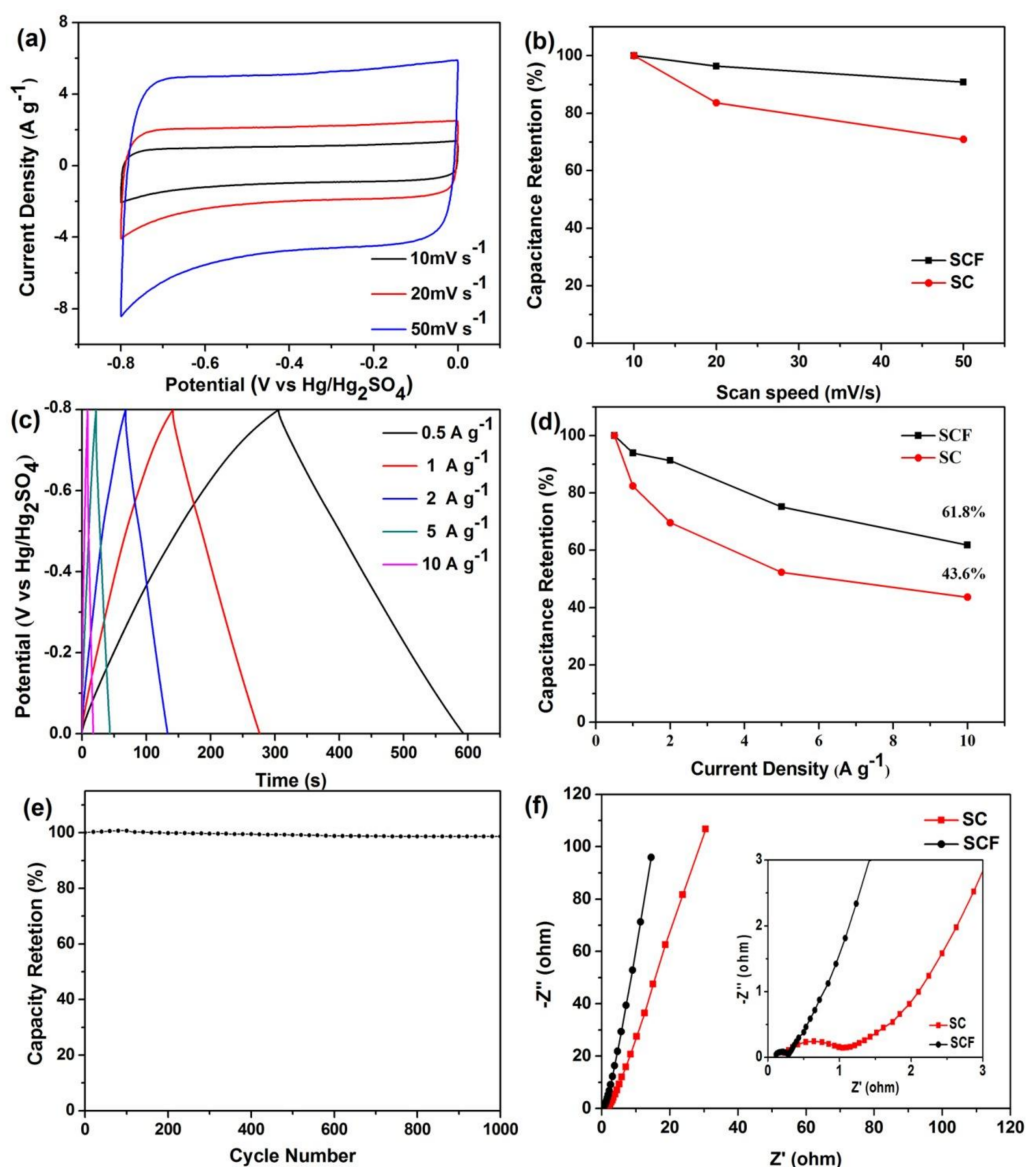 (a)
8
4
0
-4
-8
Current Density (A g⁻¹)
10mV s⁻¹
20mV s⁻¹
50mV s⁻¹
-0.8 -0.6 -0.4 -0.2 0.0
Potential (V vs Hg/Hg₂SO₄)
(b)
100
80
60
40
20
0
Capacitance Retention (%)
SCF
SC
10 20 30 40 50
Scan speed (mV/s)
(c)
-0.8
-0.6
-0.4
-0.2
0.0
Potential (V vs Hg/Hg₂SO₄)
0.5 A g⁻¹
1 A g⁻¹
2 A g⁻¹
5 A g⁻¹
10 A g⁻¹
0 100 200 300 400 500 600
Time (s)
(d)
100
80
60
40
20
0
Capacitance Retention (%)
SCF
SC
61.8%
43.6%
0 2 4 6 8 10
Current Density (A g⁻¹)
(e)
100
80
60
40
20
0
Capacity Retetion (%)
0 200 400 600 800 1000
Cycle Number
(f)
120
100
80
60
40
20
0
-Z'' (ohm)
SC
SCF
3
2
1
0
-Z'' (ohm)
SC
SCF
0 1 2 3
Z' (ohm)
0 20 40 60 80 100 120
Z' (ohm)